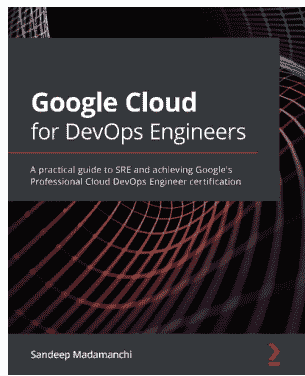 Google Cloud
for DevOps Engineers
A practical guide to SRE and achieving Google's
Professional Cloud DevOps Engineer certification
Sandeep Madamanchi